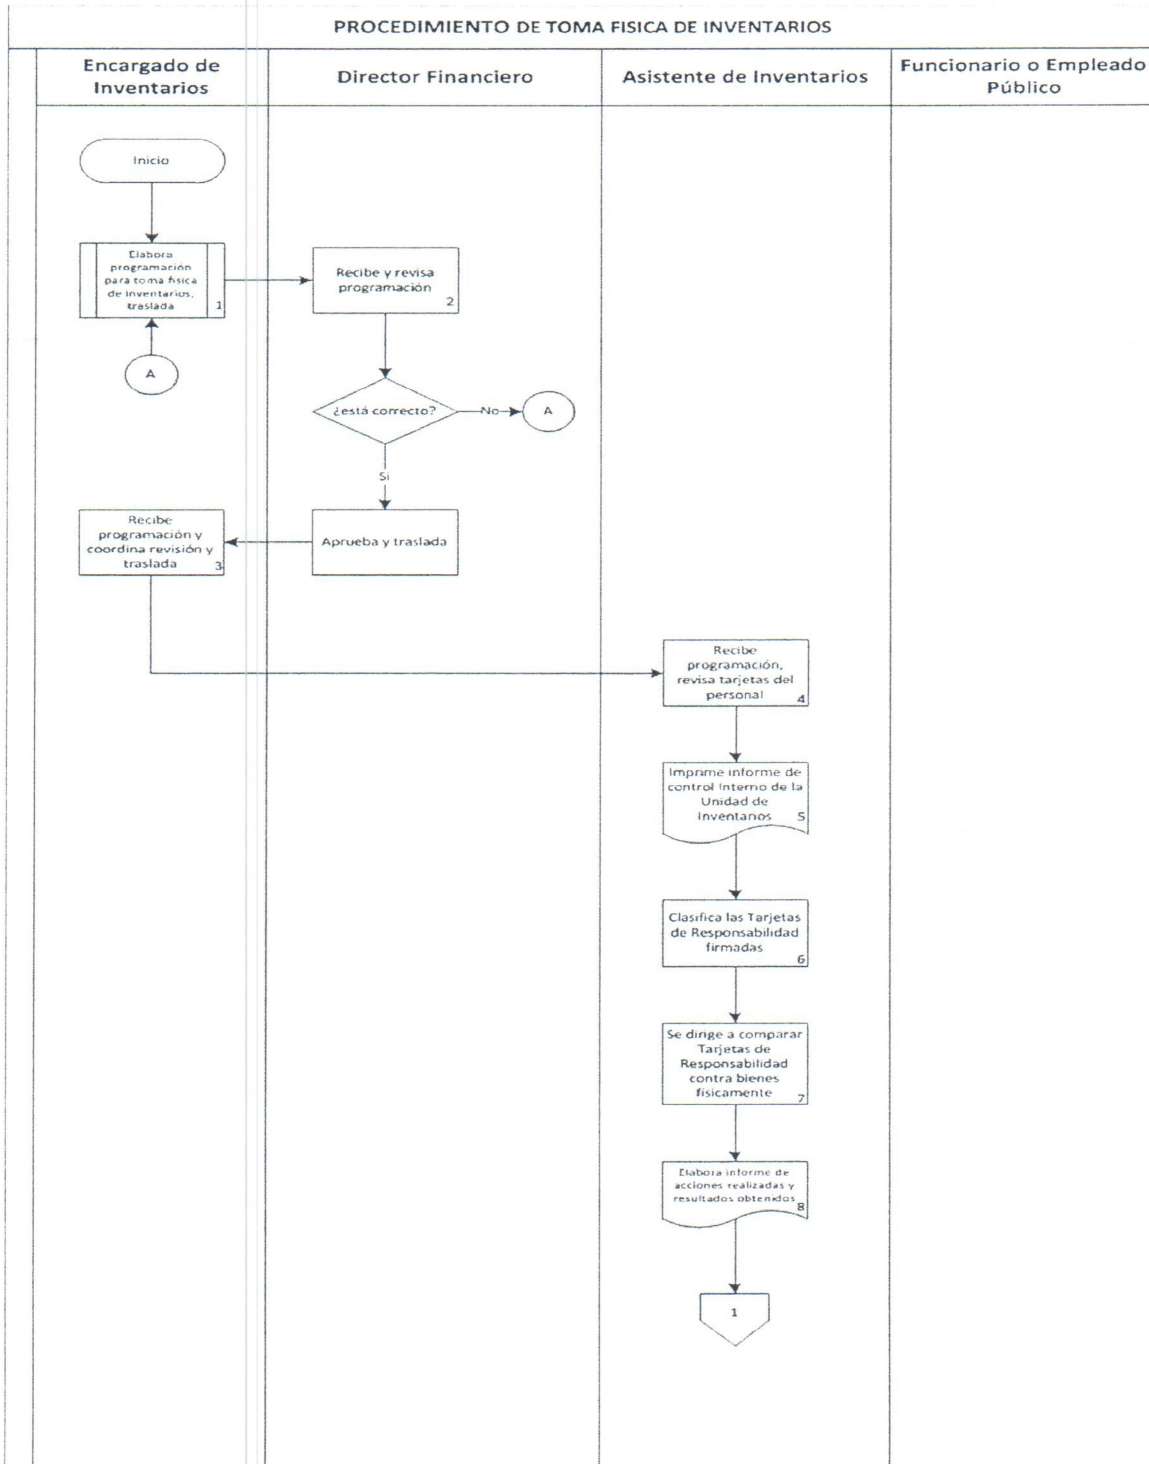 PROCEDIMIENTO DE TOMA FISICA DE INVENTARIOS
Encargado de
Inventarios
Director Financiero
Asistente de Inventarios
Funcionario o Empleado
Público
Inicio
Elabora
programación
para toma física
de Inventarios,
traslada
1
A
Recibe y revisa
programación
2
¿está correcto?
No
A
Si
Aprueba y traslada
Recibe
programación y
coordina revisión y
traslada
3
Recibe
programación,
revisa tarjetas del
personal
4
Imprime informe de
control Interno de la
Unidad de
Inventarios
5
Clasifica las Tarjetas
de Responsabilidad
firmadas
6
Se dirige a comparar
Tarjetas de
Responsabilidad
contra bienes
físicamente
7
Elabora informe de
acciones realizadas y
resultados obtenidos
8
1